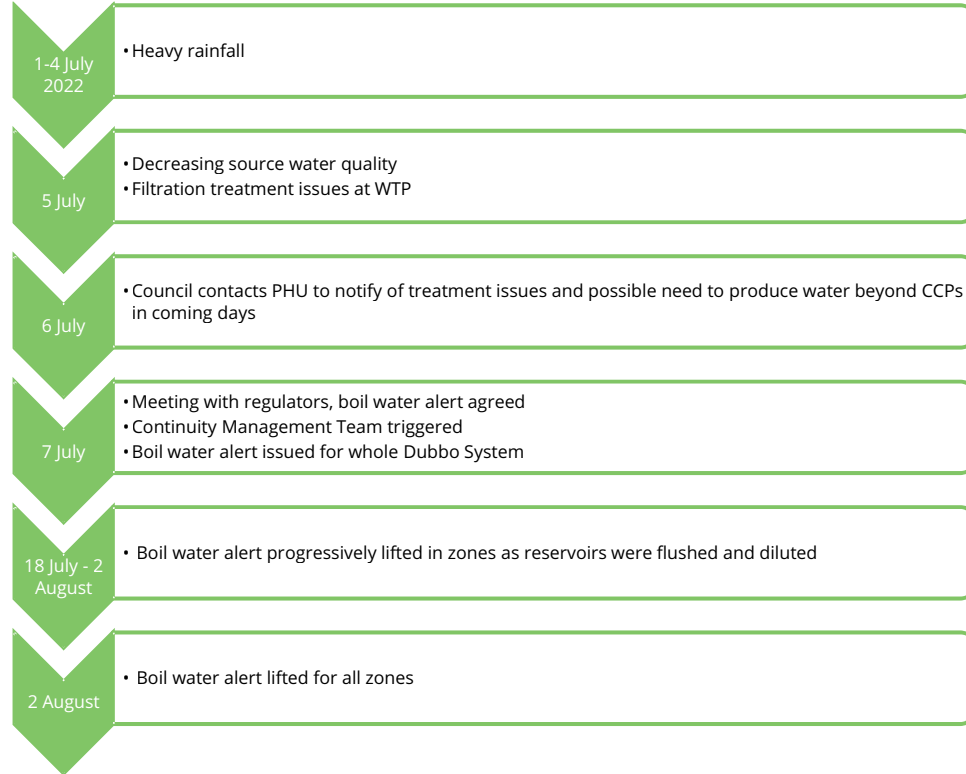 1-4 July
2022
• Heavy rainfall
5 July
• Decreasing source water quality
• Filtration treatment issues at WTP
6 July
• Council contacts PHU to notify of treatment issues and possible need to produce water beyond CCPs
in coming days
7 July
• Meeting with regulators, boil water alert agreed
• Continuity Management Team triggered
• Boil water alert issued for whole Dubbo System
18 July - 2
August
• Boil water alert progressively lifted in zones as reservoirs were flushed and diluted
2 August
• Boil water alert lifted for all zones